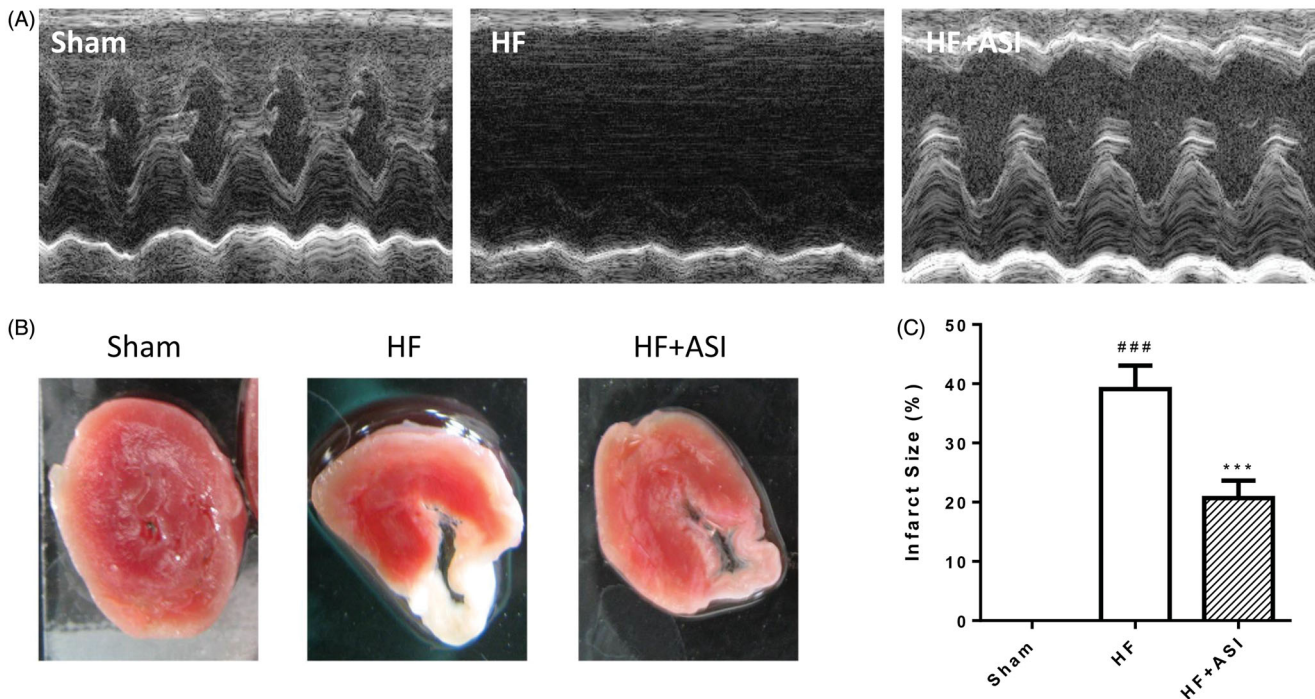 (A)
Sham
HF
HF+ASI
(B)
Sham
HF
HF+ASI
(C)
Infarct Size (%)
50
40
30
20
10
0
###
***
Sham
HF
HF+ASI